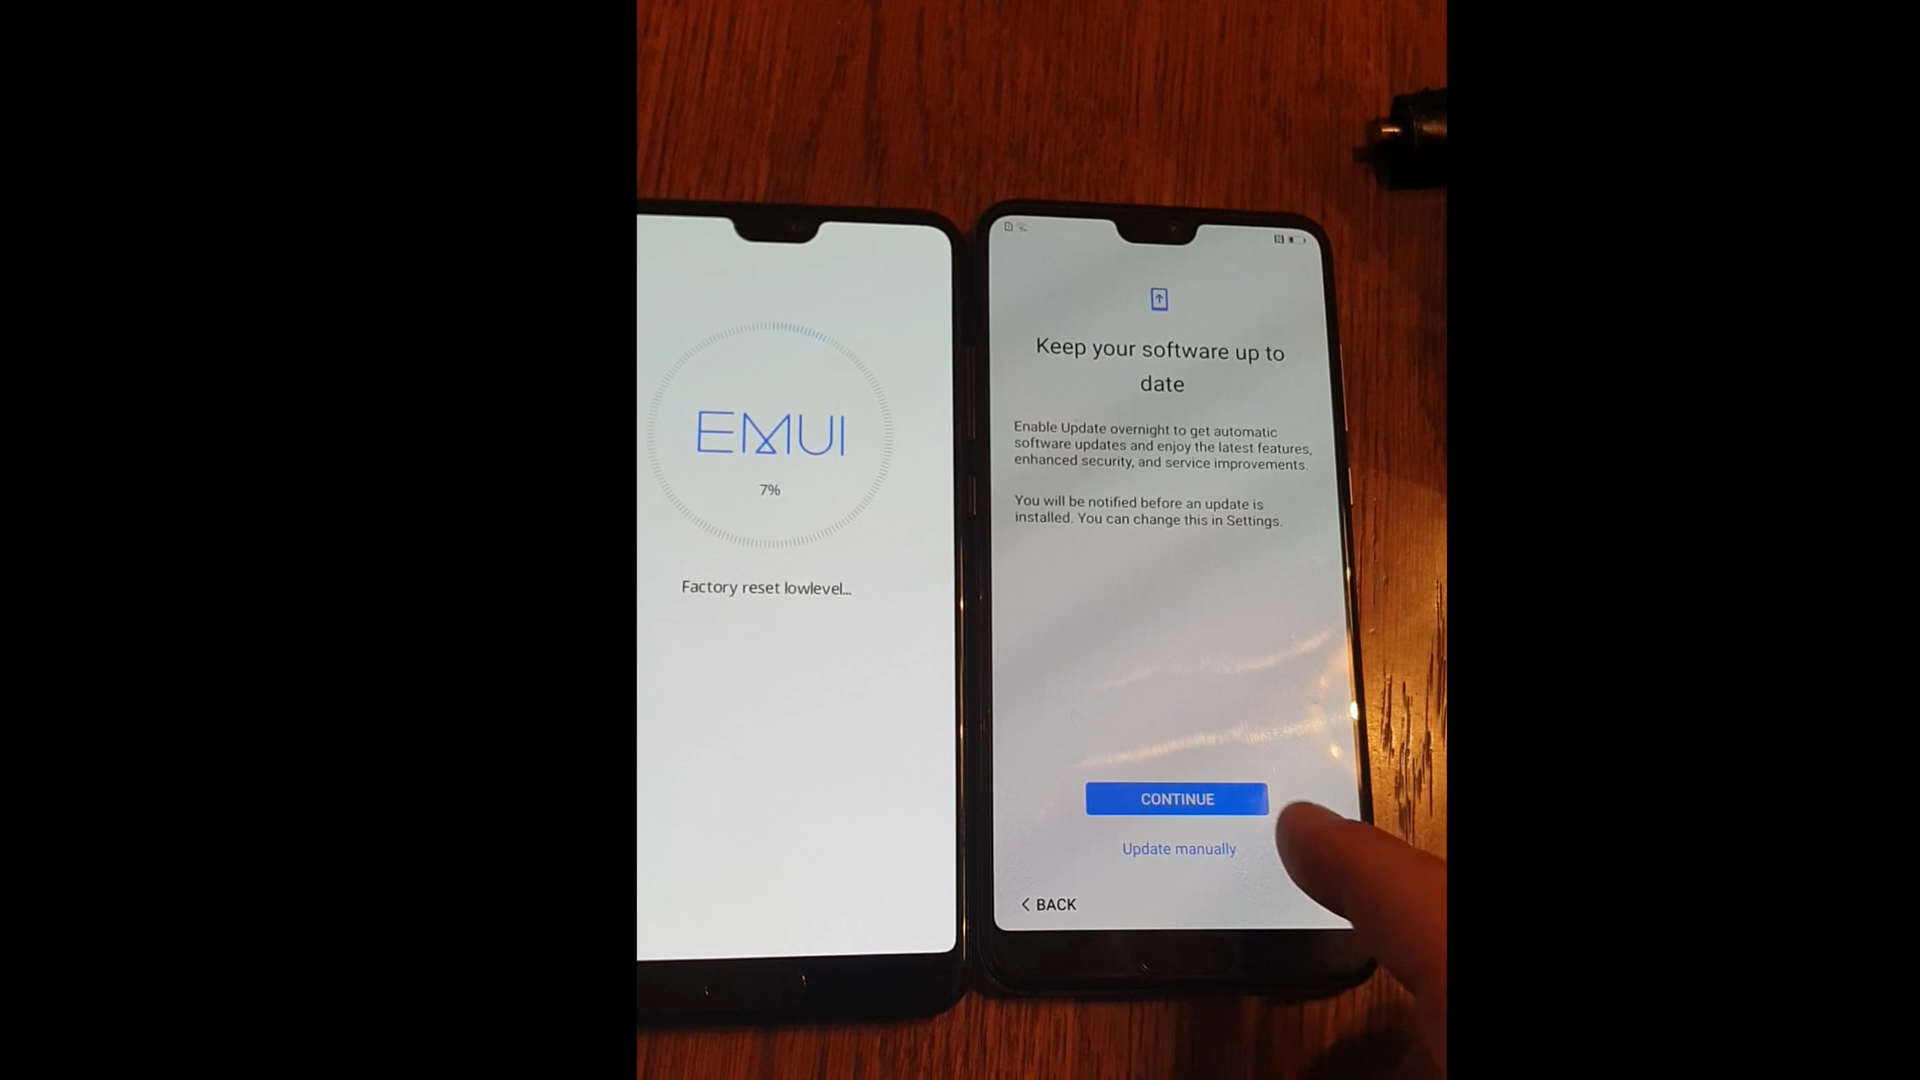 EMUI
7%
Factory reset lowlevel...
Keep your software up to
date
Enable Update overnight to get automatic
software updates and enjoy the latest features,
enhanced security, and service improvements.
You will be notified before an update is
installed. You can change this in Settings.
CONTINUE
Update manually
< BACK